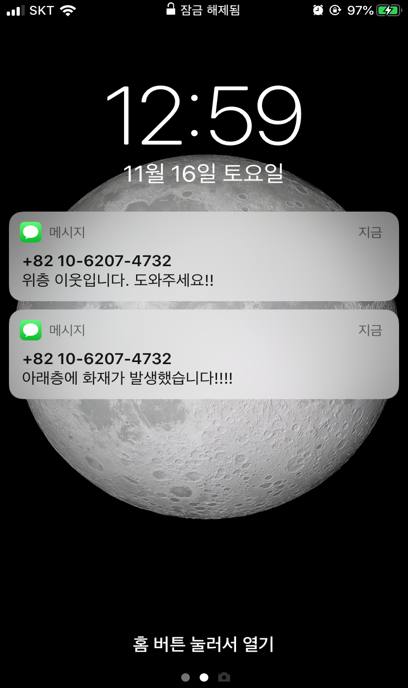 SKT 잠금 해제됨 97%
12:59
11월 16일 토요일
메시지 지금
+82 10-6207-4732
위층 이웃입니다. 도와주세요!!
메시지 지금
+82 10-6207-4732
아래층에 화재가 발생했습니다!!!!
홈 버튼 눌러서 열기